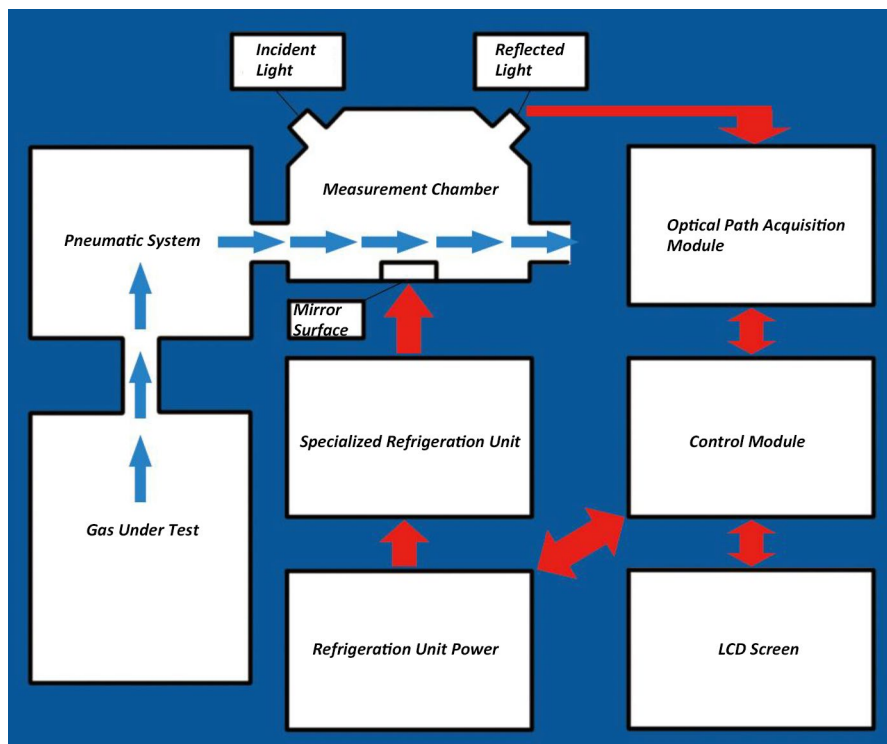 Incident
Light
Reflected
Light
Measurement Chamber
Pneumatic System
Optical Path Acquisition
Module
Mirror
Surface
Specialized Refrigeration Unit
Control Module
Gas Under Test
Refrigeration Unit Power
LCD Screen